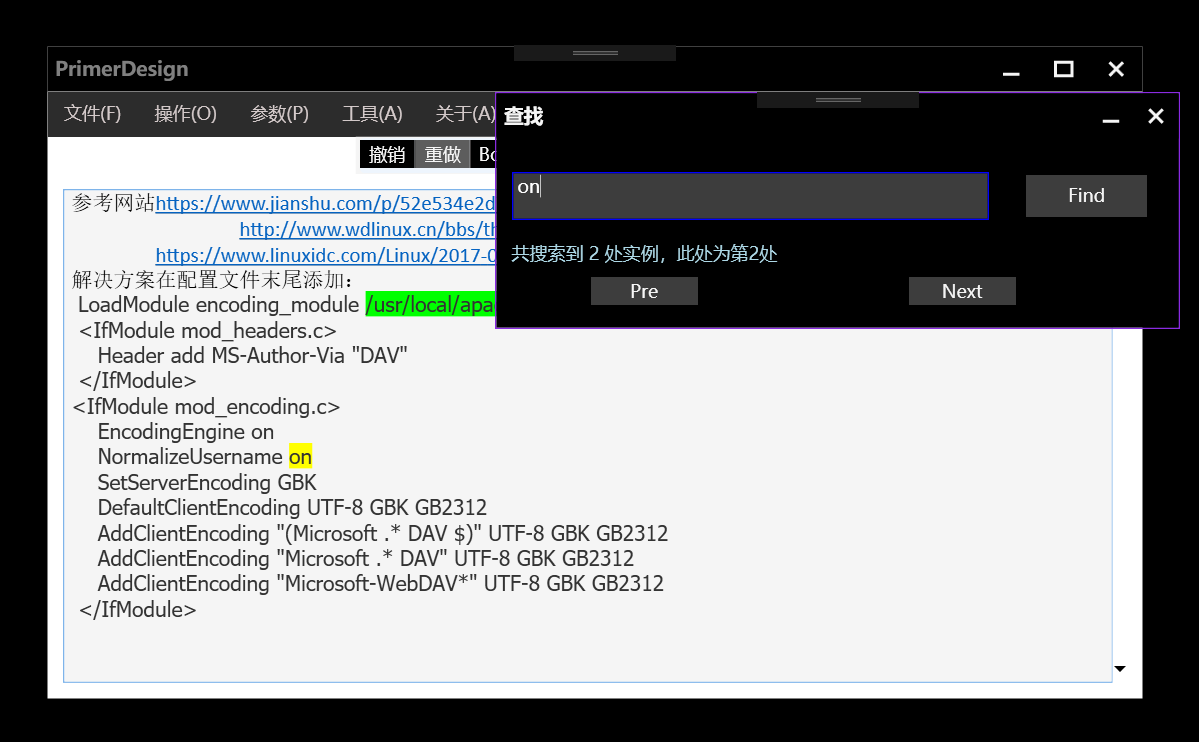 PrimerDesign
文件(F) 操作(O) 参数(P) 工具(A) 关于(A)
查找
撤销 重做
on
Find
共搜索到 2 处实例，此处为第2处
Pre Next
参考网站https://www.jianshu.com/p/52e534e2d
http://www.wdlinux.cn/bbs/th
https://www.linuxidc.com/Linux/2017-0
解决方案在配置文件末尾添加：
LoadModule encoding_module /usr/local/apa
<IfModule mod_headers.c>
Header add MS-Author-Via "DAV"
</IfModule>
<IfModule mod_encoding.c>
EncodingEngine on
NormalizeUsername on
SetServerEncoding GBK
DefaultClientEncoding UTF-8 GBK GB2312
AddClientEncoding "(Microsoft .* DAV $)" UTF-8 GBK GB2312
AddClientEncoding "Microsoft .* DAV" UTF-8 GBK GB2312
AddClientEncoding "Microsoft-WebDAV*" UTF-8 GBK GB2312
</IfModule>